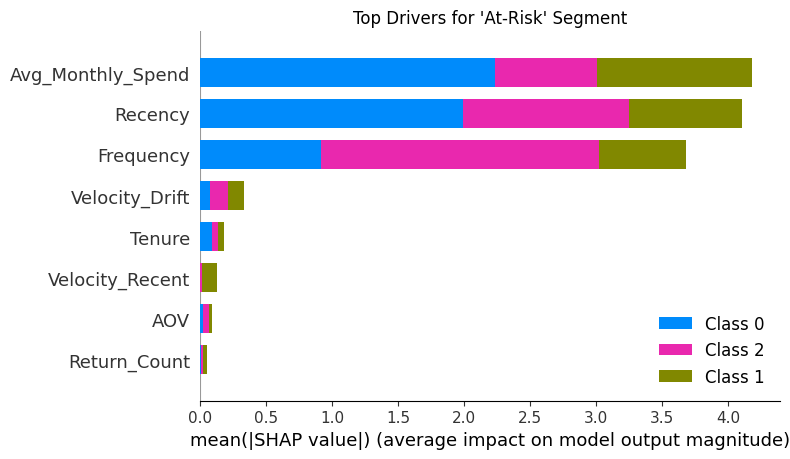 Top Drivers for 'At-Risk' Segment
Avg_Monthly_Spend
Recency
Frequency
Velocity_Drift
Tenure
Velocity_Recent
AOV
Return_Count
Class 0
Class 2
Class 1
0.0 0.5 1.0 1.5 2.0 2.5 3.0 3.5 4.0
mean(|SHAP value|) (average impact on model output magnitude)